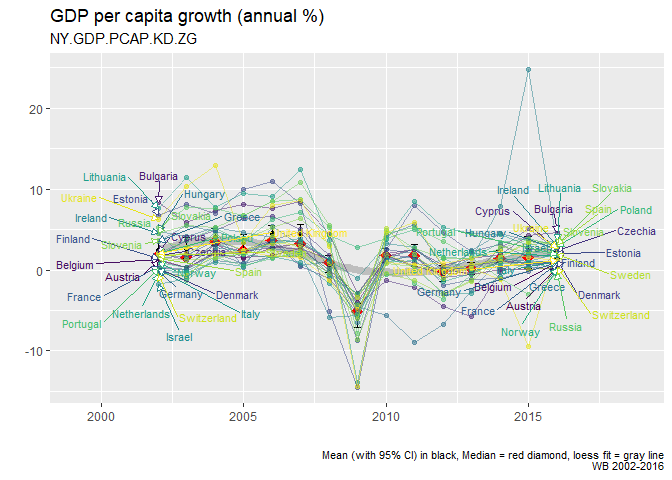 GDP per capita growth (annual %)
NY.GDP.PCAP.KD.ZG
20
10
0
-10
Lithuania
Bulgaria
Ukraine
Estonia
Hungary
Ireland
Russia
Slovakia
Greece
Finland
Cyprus
Slovenia
Czechia
Belgium
Austria
Norway
Spain
France
Germany
Denmark
Portugal
Netherlands
Italy
Switzerland
Israel
Ireland
Lithuania
Slovakia
Cyprus
Bulgaria
Spain
Poland
Portugal
Hungary
Slovenia
Czechia
Netherlands
Estonia
Finland
Sweden
Germany
Belgium
Greece
Denmark
France
Austria
Switzerland
Norway
Russia
2000
2005
2010
2015
Mean (with 95% CI) in black, Median = red diamond, loess fit = gray line
WB 2002-2016